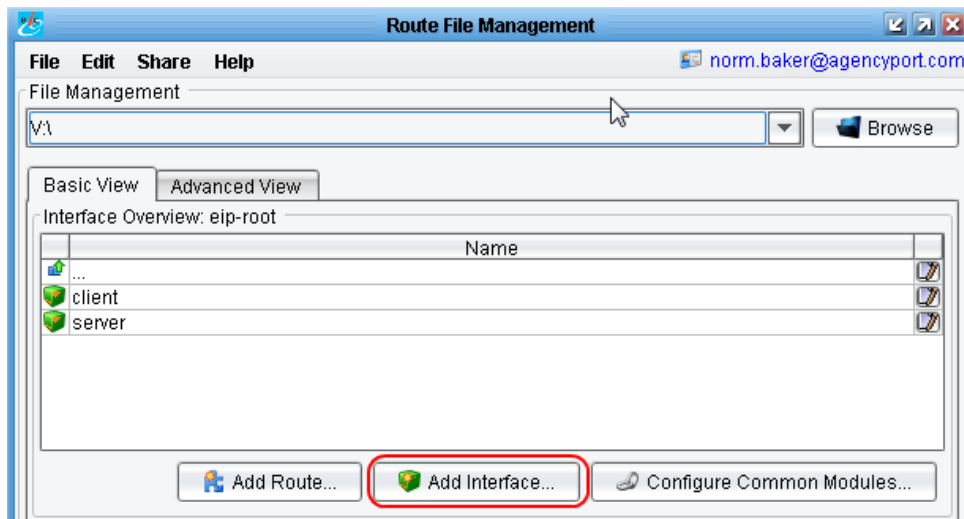 Route File Management
File Edit Share Help norm.baker@agencyport.com
File Management
V:\ Browse
Basic View Advanced View
Interface Overview: eip-root
Name
...
client
server
Add Route... Add Interface... Configure Common Modules...